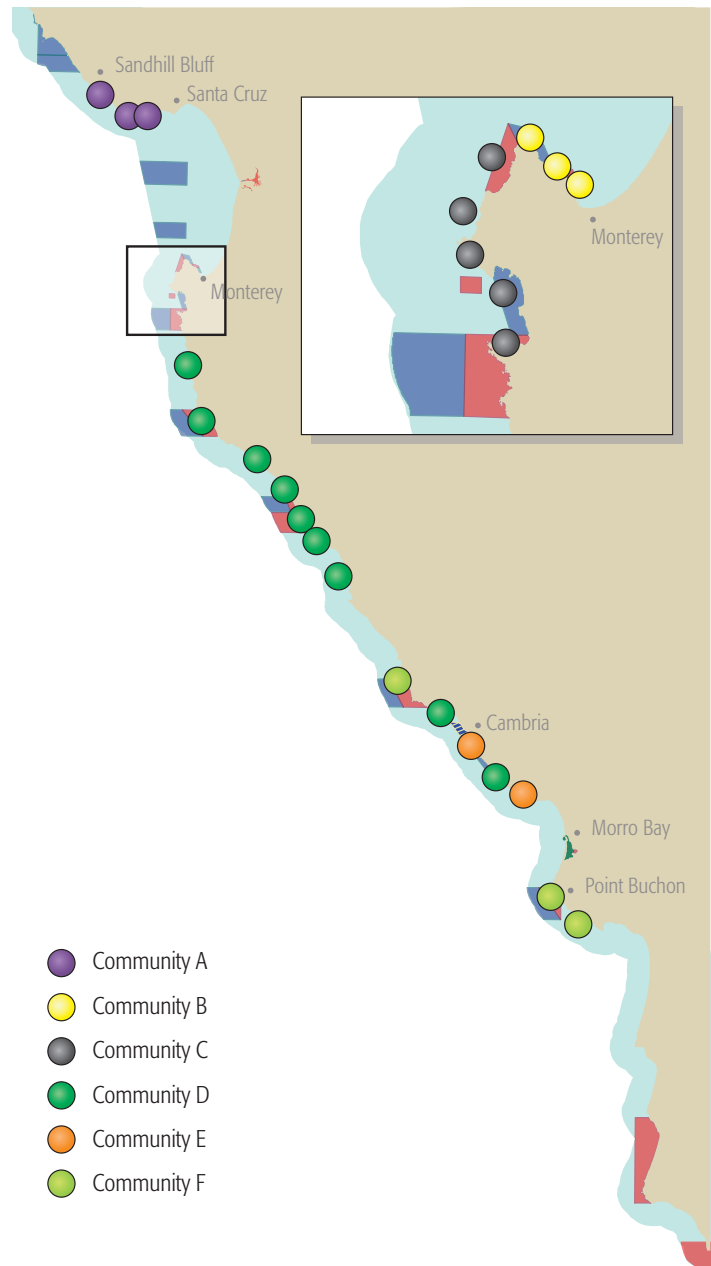 Sandhill Bluff
Santa Cruz
Monterey
Monterey
Cambria
Morro Bay
Point Buchon
Community A
Community B
Community C
Community D
Community E
Community F